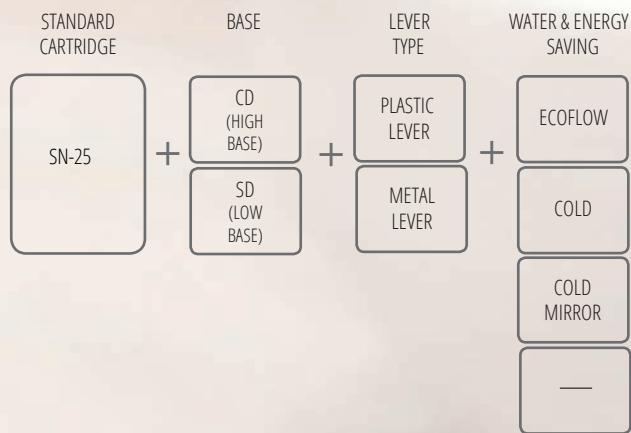 STANDARD
CARTRIDGE
BASE
LEVER
TYPE
WATER & ENERGY
SAVING
SN-25
+
CD
(HIGH
BASE)
SD
(LOW
BASE)
+
PLASTIC
LEVER
METAL
LEVER
+
ECOFLOW
COLD
COLD
MIRROR
—